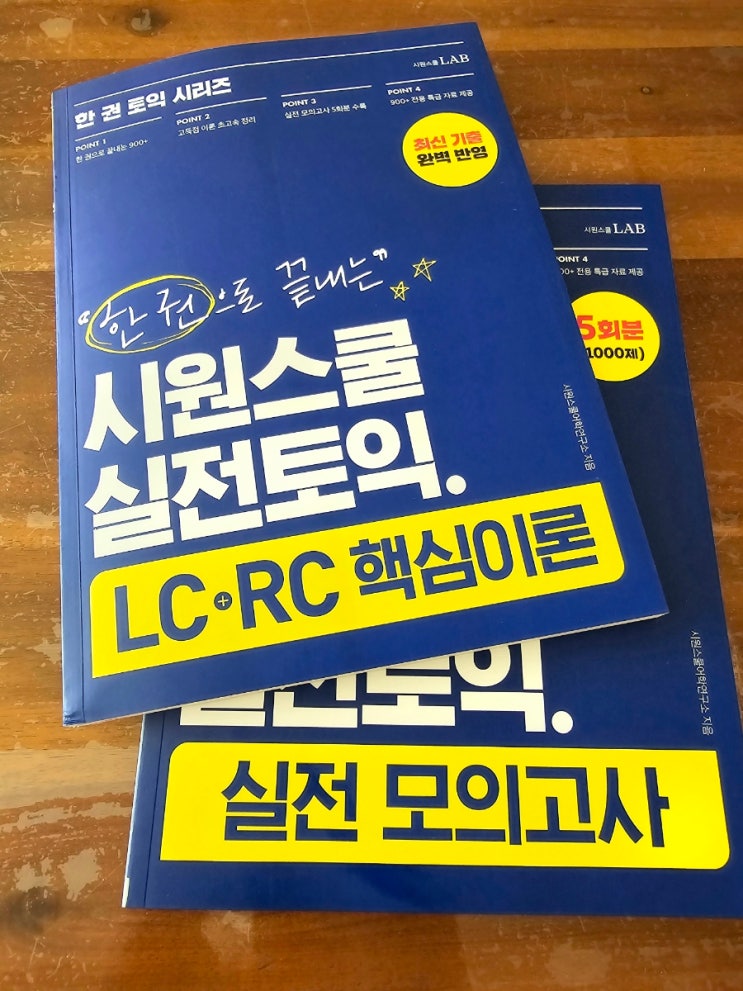 한 권 토익 시리즈
시원스쿨LAB
POINT 1
한 권으로 끝내는 900+
POINT 2
고득점 이론 초고속 정리
POINT 3
실전 모의고사 5회분 수록
POINT 4
900+ 전용 특급 자료 제공
최신 기출
완벽 반영
"한 권으로 끝내는"
시원스쿨
실전토익.
LC+RC 핵심이론
시원스쿨어학연구소 지음
시원스쿨LAB
POINT 4
00+ 전용 특급 자료 제공
5회분
1000제)
실전토익.
실전 모의고사
시원스쿨어학연구소 지음